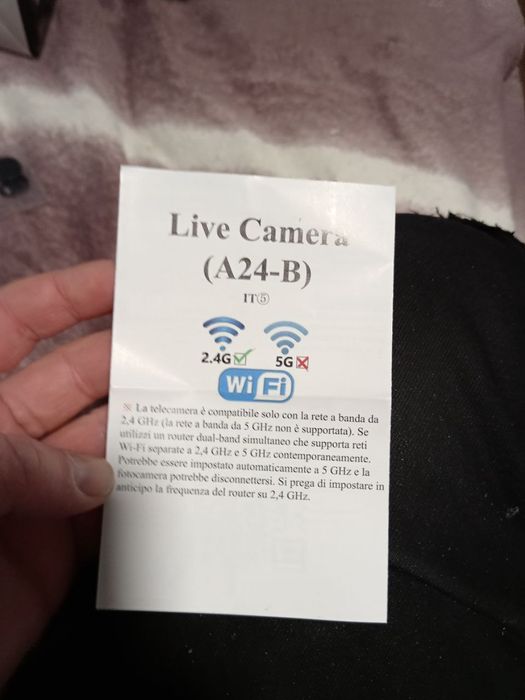 Live Camera
(A24-B)
IT⑤
2.4G 5G
Wi Fi
※ La telecamera è compatibile solo con la rete a banda da
2,4 GHz (la rete a banda da 5 GHz non è supportata). Se
utilizzi un router dual-band simultaneo che supporta reti
Wi-Fi separate a 2,4 GHz e 5 GHz contemporaneamente.
Potrebbe essere impostato automaticamente a 5 GHz e la
fotocamera potrebbe disconnettersi. Si prega di impostare in
anticipo la frequenza del router su 2,4 GHz.